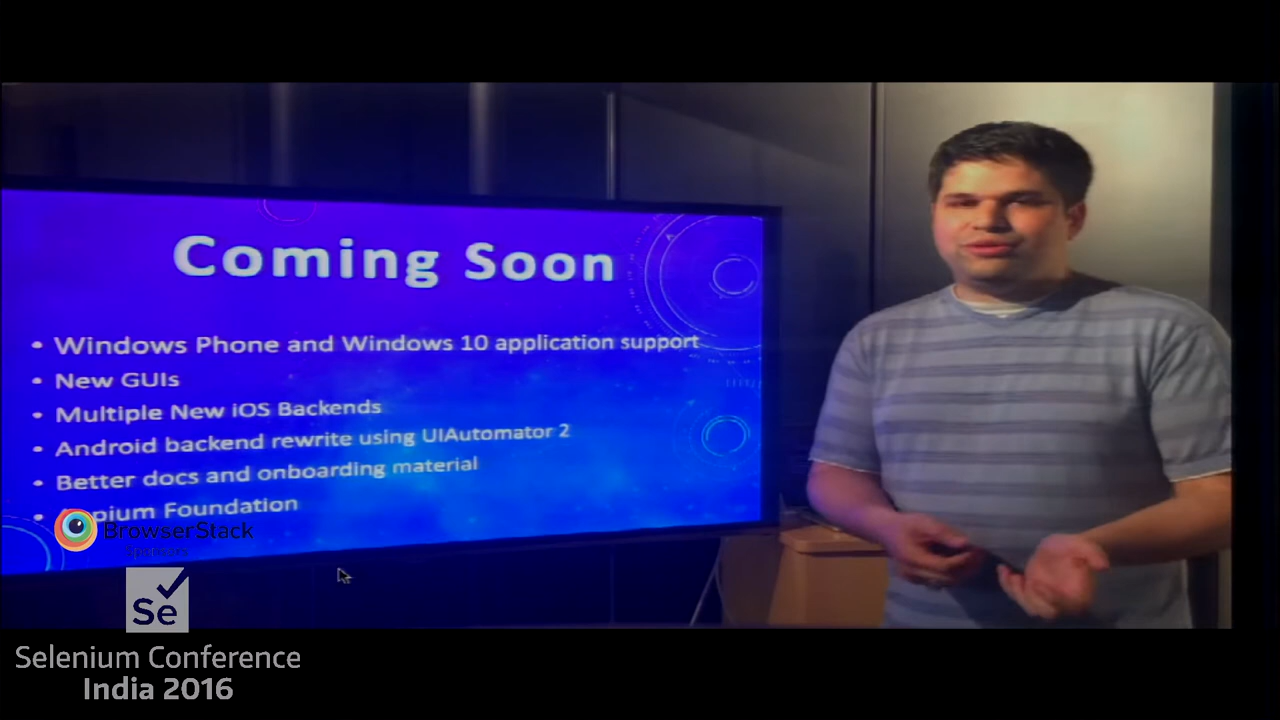 Coming Soon
• Windows Phone and Windows 10 application support
• New GUIs
• Multiple New iOS Backends
• Android backend rewrite using UIAutomator 2
• Better docs and onboarding material
• pium Foundation
BrowserStack
Se
Selenium Conference
India 2016